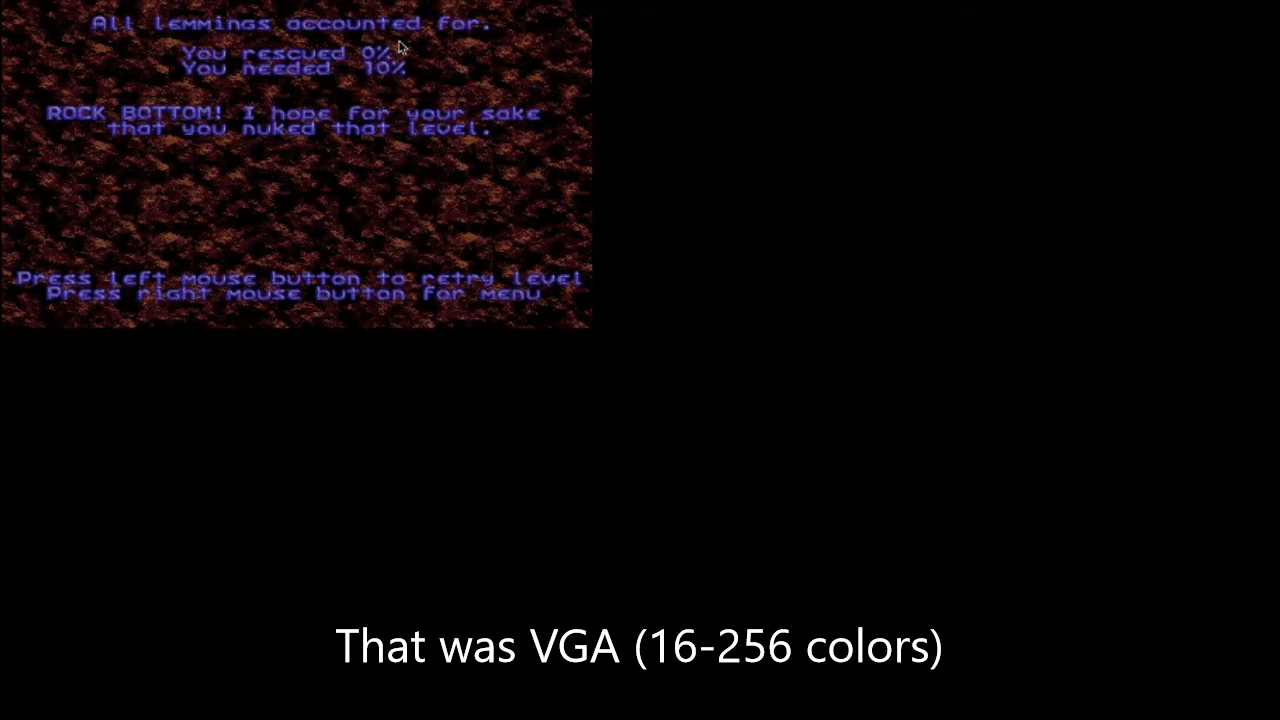 All lemmings accounted for.
You rescued 0%
You needed 10%
ROCK BOTTOM! I hope for your sake
that you nuked that level.
Press left mouse button to retry level
Press right mouse button for menu
That was VGA (16-256 colors)